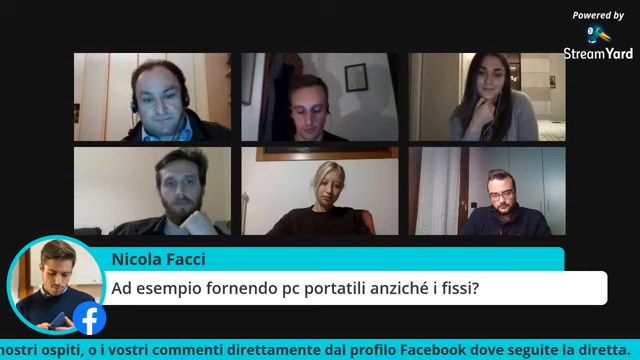 Powered by
StreamYard
Nicola Facci
Ad esempio fornendo pc portatili anziché i fissi?
nostri ospiti, o i vostri commenti direttamente dal profilo Facebook dove seguite la diretta.